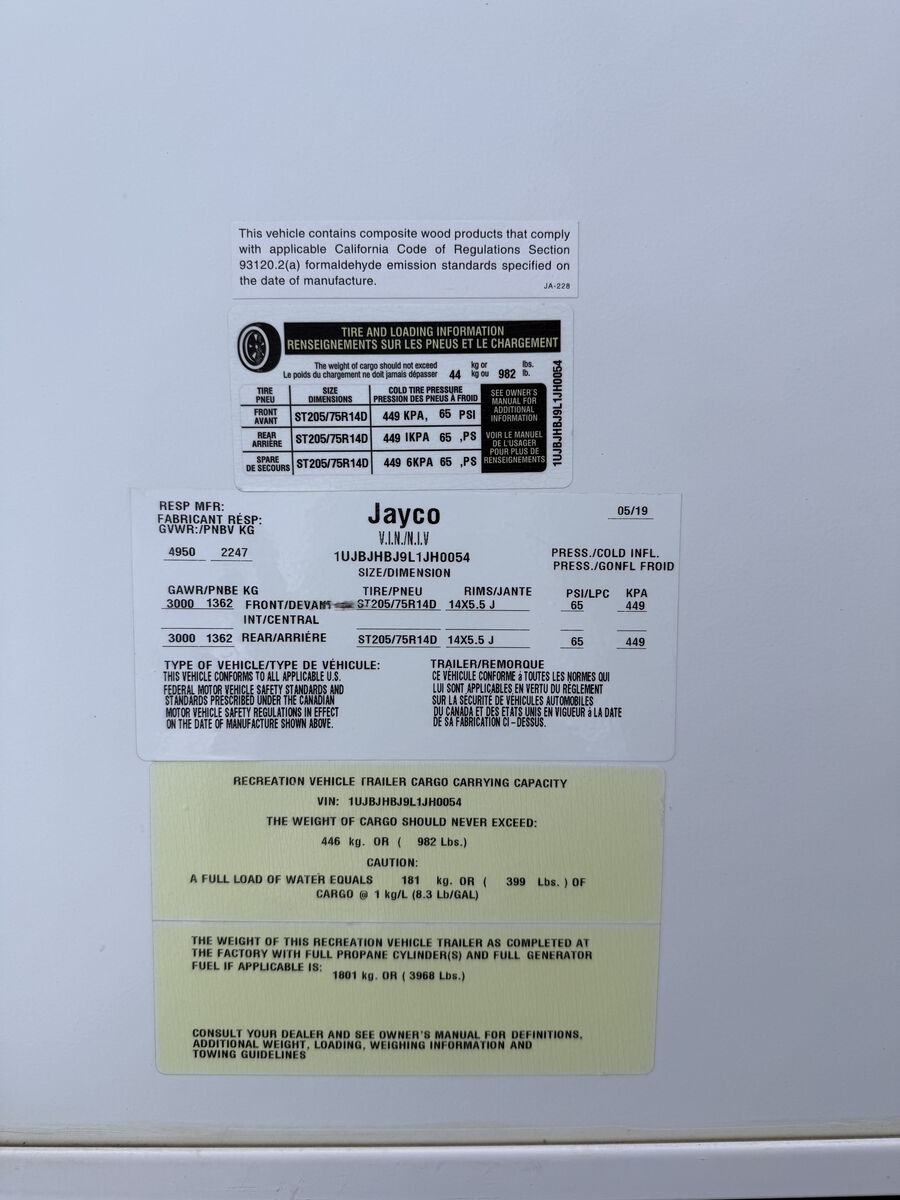 This vehicle contains composite wood products that comply
with applicable California Code of Regulations Section
93120.2(a) formaldehyde emission standards specified on
the date of manufacture.
JA-228
TIRE AND LOADING INFORMATION
RENSEIGNEMENTS SUR LES PNEUS ET LE CHARGEMENT
The weight of cargo should not exceed kg or lbs.
Le poids du chargement ne doit jamais dépasser 44 kg ou 982 lb.
TIRE SIZE COLD TIRE PRESSURE
PNEU DIMENSIONS PRESSION DES PNEUS À FROID
FRONT
AVANT ST205/75R14D 449 KPA, 65 PSI
REAR
ARRIÈRE ST205/75R14D 449 IKPA 65 ,PS
SPARE
DE SECOURS ST205/75R14D 449 6KPA 65 ,PS
SEE OWNER'S
MANUAL FOR
ADDITIONAL
INFORMATION
VOIR LE MANUEL
DE L'USAGER
POUR PLUS DE
RENSEIGNEMENTS
1UJBJHBJ9L1JH0054
RESP MFR:
FABRICANT RÉSP:
GVWR:/PNBV KG
4950 2247
Jayco
V.I.N./N.I.V
1UJBJHBJ9L1JH0054
SIZE/DIMENSION
05/19
PRESS./COLD INFL.
PRESS./GONFL FROID
GAWR/PNBE KG TIRE/PNEU RIMS/JANTE PSI/LPC KPA
3000 1362 FRONT/DEVANT ST205/75R14D 14X5.5 J 65 449
INT/CENTRAL
3000 1362 REAR/ARRIÉRE ST205/75R14D 14X5.5 J 65 449
TYPE OF VEHICLE/TYPE DE VÉHICULE:
THIS VEHICLE CONFORMS TO ALL APPLICABLE U.S.
FEDERAL MOTOR VEHICLE SAFETY STANDARDS AND
STANDARDS PRESCRIBED UNDER THE CANADIAN
MOTOR VEHICLE SAFETY REGULATIONS IN EFFECT
ON THE DATE OF MANUFACTURE SHOWN ABOVE.
TRAILER/REMORQUE
CE VÉHICULE CONFORME à TOUTES LES NORMES QUI
LUI SONT APPLICABLES EN VERTU DU RÉGLEMENT
SUR LA SECURITE DE VÉHICULES AUTOMOBILES
DU CANADA ET DES ETATS UNIS EN VIGUEUR à LA DATE
DE SA FABRICATION CI-DESSUS.
RECREATION VEHICLE TRAILER CARGO CARRYING CAPACITY
VIN: 1UJBJHBJ9L1JH0054
THE WEIGHT OF CARGO SHOULD NEVER EXCEED:
446 kg. OR ( 982 Lbs.)
CAUTION:
A FULL LOAD OF WATER EQUALS 181 kg. OR ( 399 Lbs. ) OF
CARGO @ 1 kg/L (8.3 Lb/GAL)
THE WEIGHT OF THIS RECREATION VEHICLE TRAILER AS COMPLETED AT
THE FACTORY WITH FULL PROPANE CYLINDER(S) AND FULL GENERATOR
FUEL IF APPLICABLE IS:
1801 kg. OR ( 3968 Lbs.)
CONSULT YOUR DEALER AND SEE OWNER'S MANUAL FOR DEFINITIONS,
ADDITIONAL WEIGHT, LOADING, WEIGHING INFORMATION AND
TOWING GUIDELINES